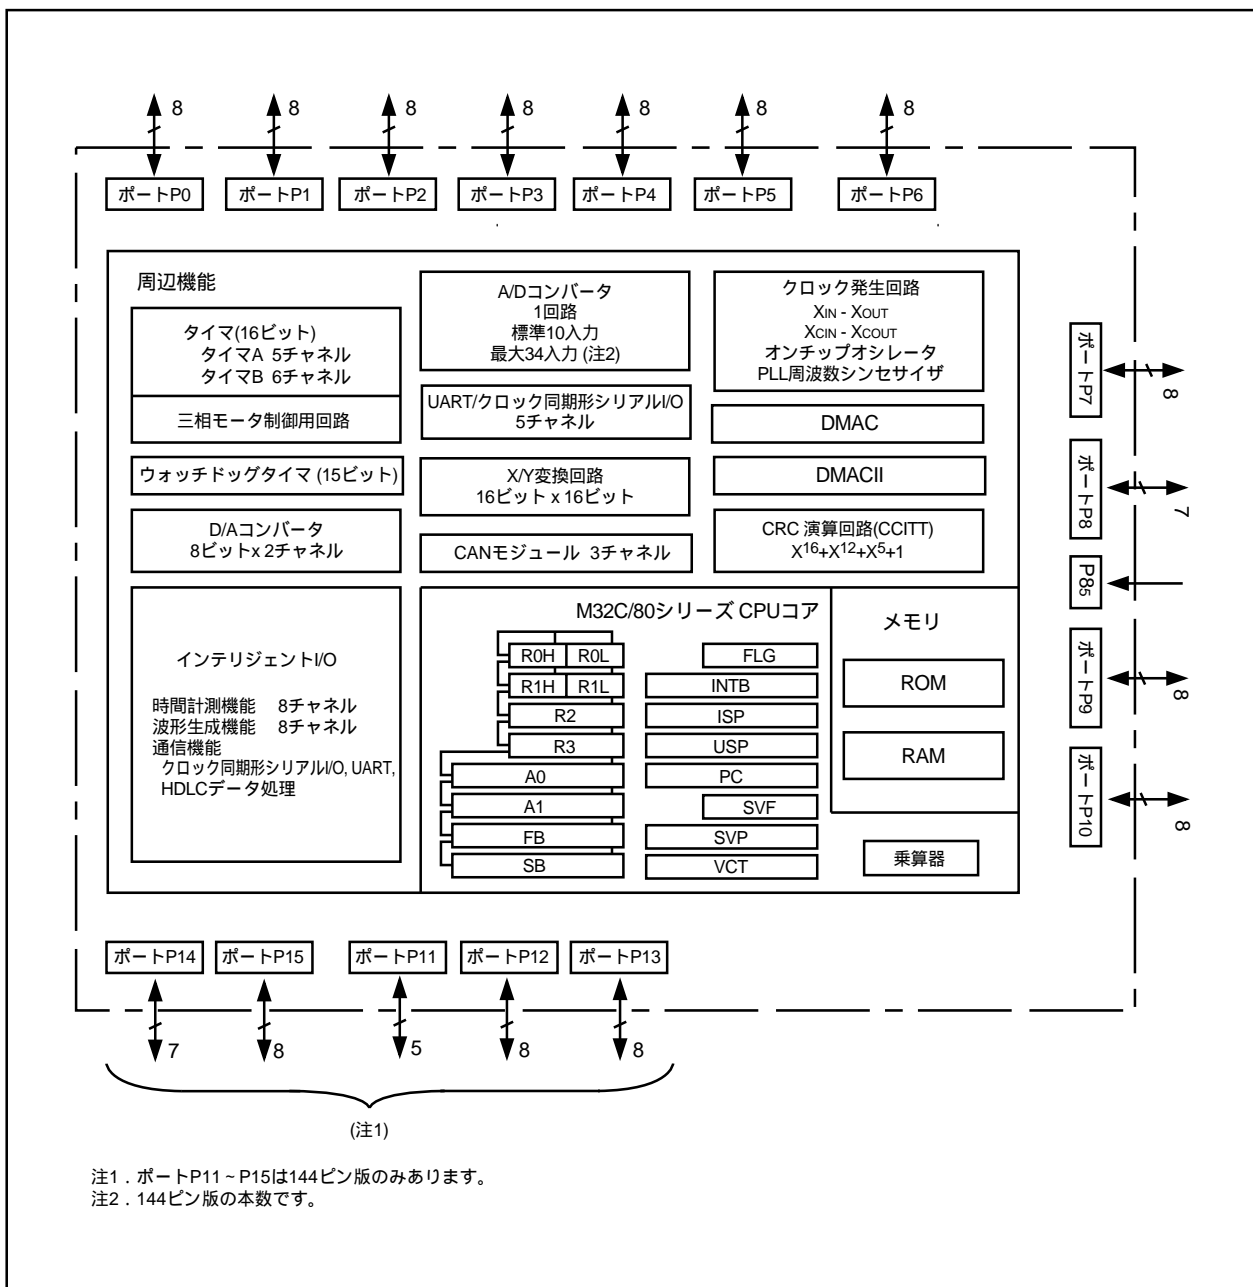 8 8 8 8 8 8 8
ポートP0 ポートP1 ポートP2 ポートP3 ポートP4 ポートP5 ポートP6
周辺機能
タイマ(16ビット)
タイマA 5チャネル
タイマB 6チャネル
三相モータ制御用回路
ウォッチドッグタイマ (15ビット)
D/Aコンバータ
8ビットx 2チャネル
インテリジェントI/O
時間計測機能 8チャネル
波形生成機能 8チャネル
通信機能
クロック同期形シリアルI/O, UART,
HDLCデータ処理
A/Dコンバータ
1回路
標準10入力
最大34入力 (注2)
UART/クロック同期形シリアルI/O
5チャネル
X/Y変換回路
16ビット x 16ビット
CANモジュール 3チャネル
クロック発生回路
XIN - XOUT
XCIN - XCOUT
オンチップオシレータ
PLL周波数シンセサイザ
DMAC
DMACII
CRC 演算回路(CCITT)
X16+X12+X5+1
M32C/80シリーズ CPUコア
R0H R0L
R1H R1L
R2
R3
A0
A1
FB
SB
FLG
INTB
ISP
USP
PC
SVF
SVP
VCT
メモリ
ROM
RAM
乗算器
ポートP7
8
ポートP8
7
P85
ポートP9
8
ポートP10
8
ポートP14 ポートP15 ポートP11 ポートP12 ポートP13
7 8 5 8 8
(注1)
注1．ポートP11~P15は144ピン版のみあります。
注2．144ピン版の本数です。